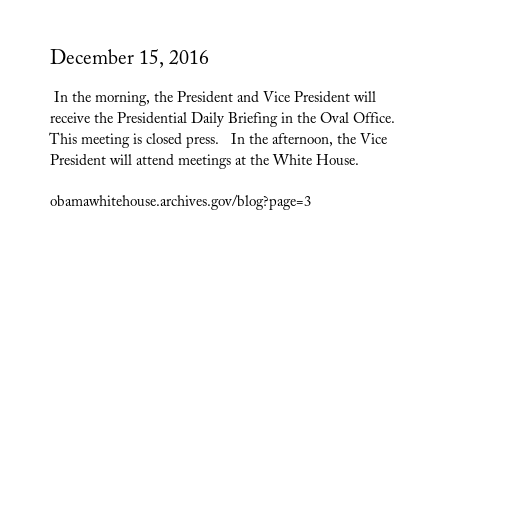 December 15, 2016
In the morning, the President and Vice President will
receive the Presidential Daily Briefing in the Oval Office.
This meeting is closed press.   In the afternoon, the Vice
President will attend meetings at the White House.
obamawhitehouse.archives.gov/blog?page=3